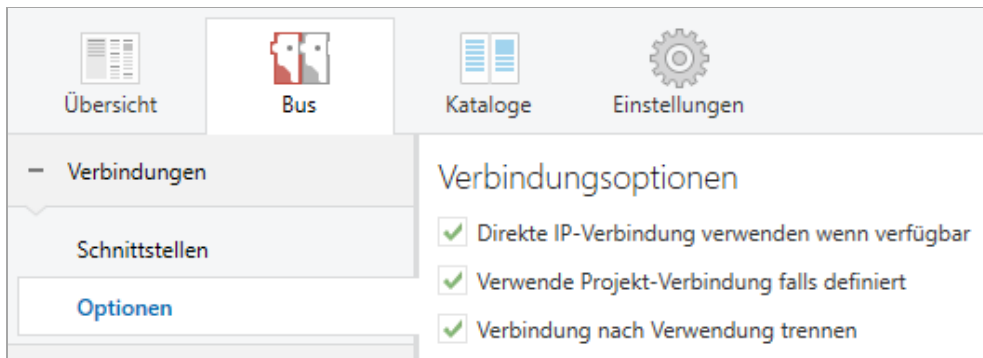 Übersicht
Bus
Kataloge
Einstellungen
Verbindungen
Schnittstellen
Optionen
Verbindungsoptionen
Direkte IP-Verbindung verwenden wenn verfügbar
Verwende Projekt-Verbindung falls definiert
Verbindung nach Verwendung trennen